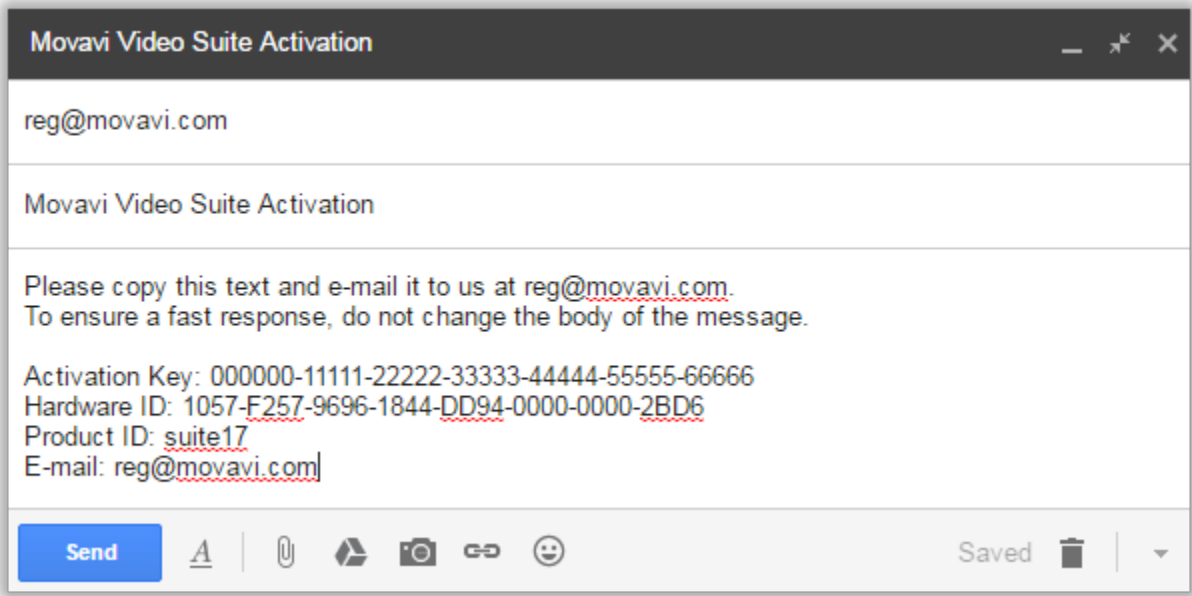 Movavi Video Suite Activation
reg@movavi.com
Movavi Video Suite Activation
Please copy this text and e-mail it to us at reg@movavi.com.
To ensure a fast response, do not change the body of the message.
Activation Key: 000000-11111-22222-33333-44444-55555-66666
Hardware ID: 1057-F257-9696-1844-DD94-0000-0000-2BD6
Product ID: suite17
E-mail: reg@movavi.com
Send A Saved